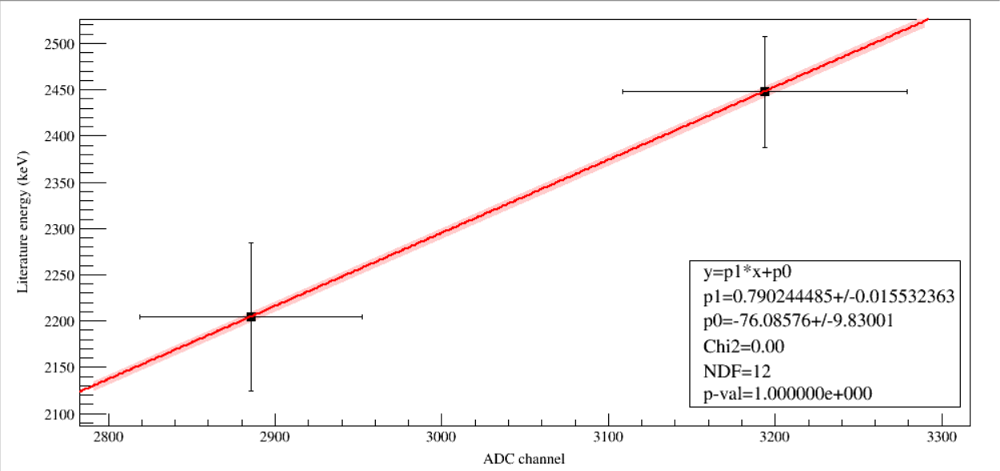 2500
2450
2400
2350
2300
2250
2200
2150
2100
Literature energy (keV)
y=p1*x+p0
p1=0.790244485+/-0.015532363
p0=-76.08576+/-9.83001
Chi2=0.00
NDF=12
p-val=1.000000e+000
2800 2900 3000 3100 3200 3300
ADC channel